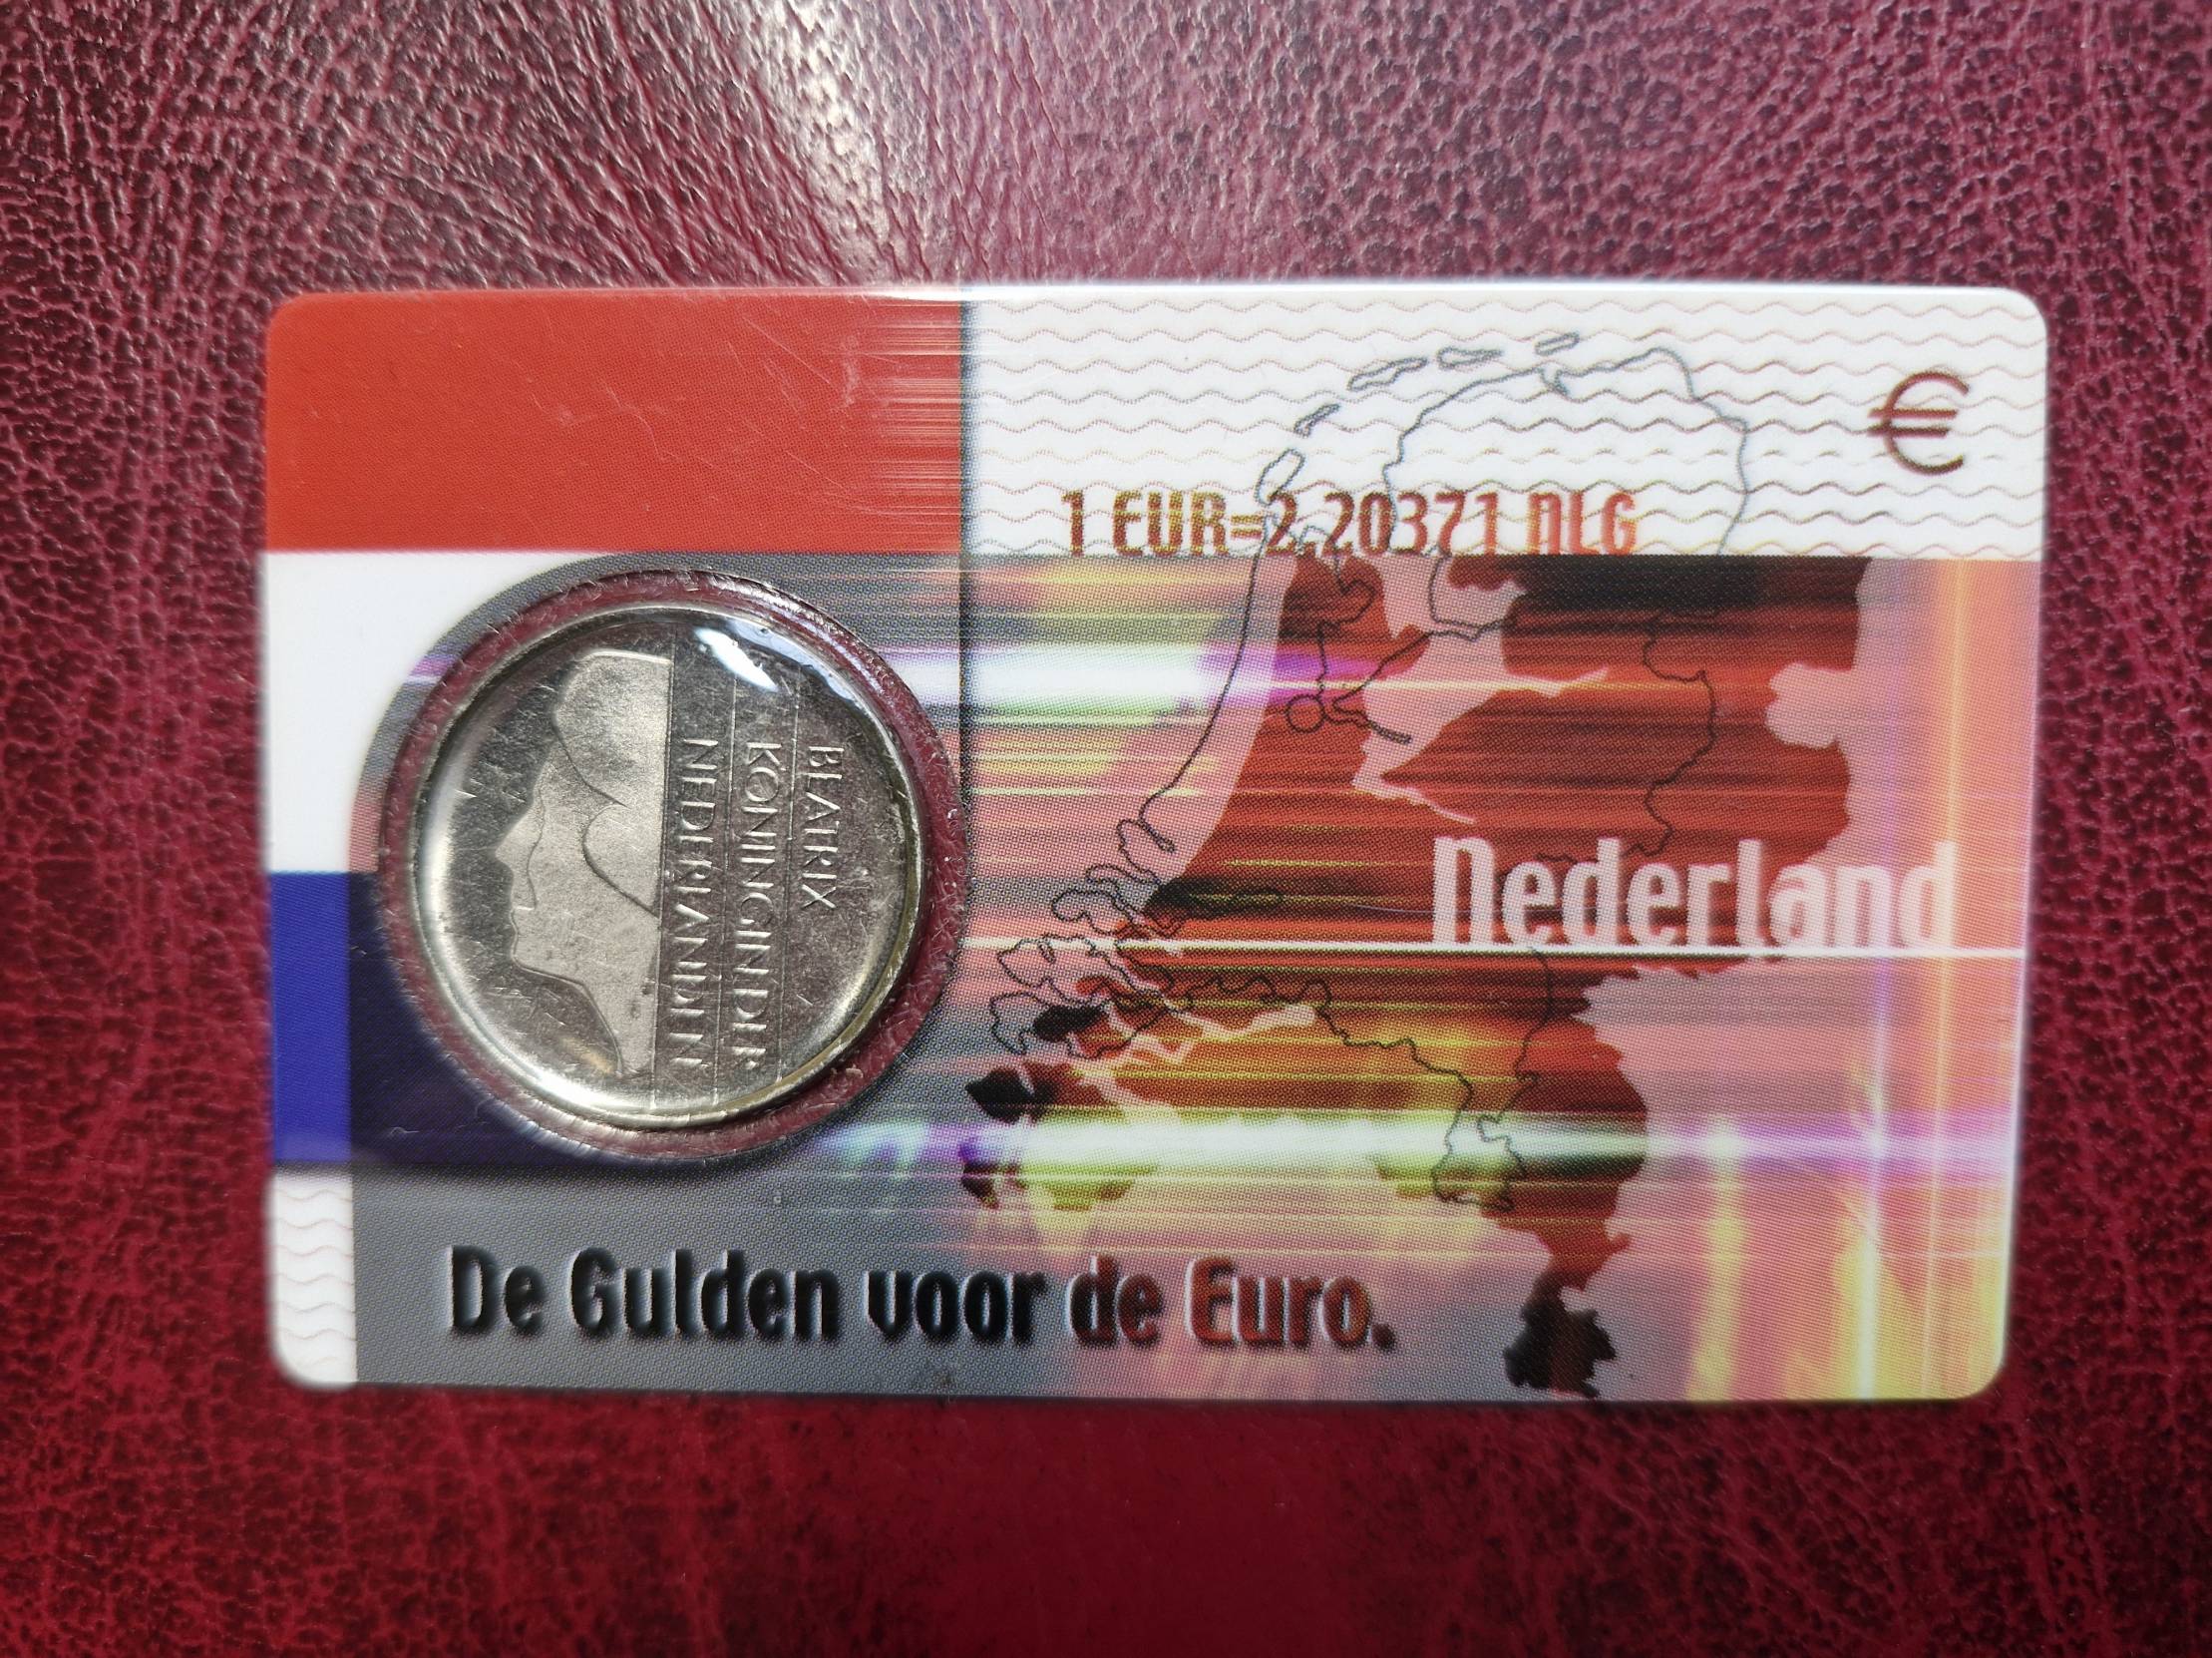 €
1 EUR=2,20371 NLG
BEATRIX
KONINGIN DER
NEDERLANDEN
Nederland
De Gulden voor de Euro.